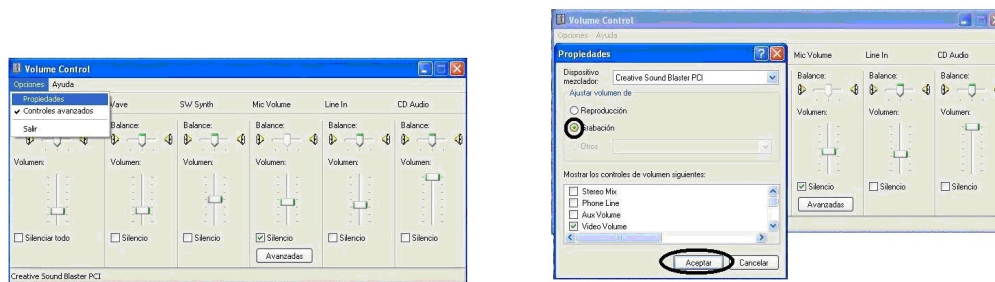 Volume Control
Opciones Ayuda
Propiedades
Controles avanzados
Salir
Wave SW Synth Mic Volume Line In CD Audio
Balance: Balance: Balance: Balance: Balance:
Volumen: Volumen: Volumen: Volumen: Volumen: Volumen:
Silenciar todo Silencio Silencio Silencio Silencio Silencio
Avanzadas
Creative Sound Blaster PCI
Volume Control
Opciones Ayuda
Propiedades
Dispositivo
mezclador: Creative Sound Blaster PCI
Ajustar volumen de
Reproducción
Grabación
Otros
Mostrar los controles de volumen siguientes:
Stereo Mix
Phone Line
Aux Volume
Video Volume
Aceptar Cancelar
Mic Volume Line In CD Audio
Balance: Balance: Balance:
Volumen: Volumen: Volumen:
Silencio Silencio Silencio
Avanzadas